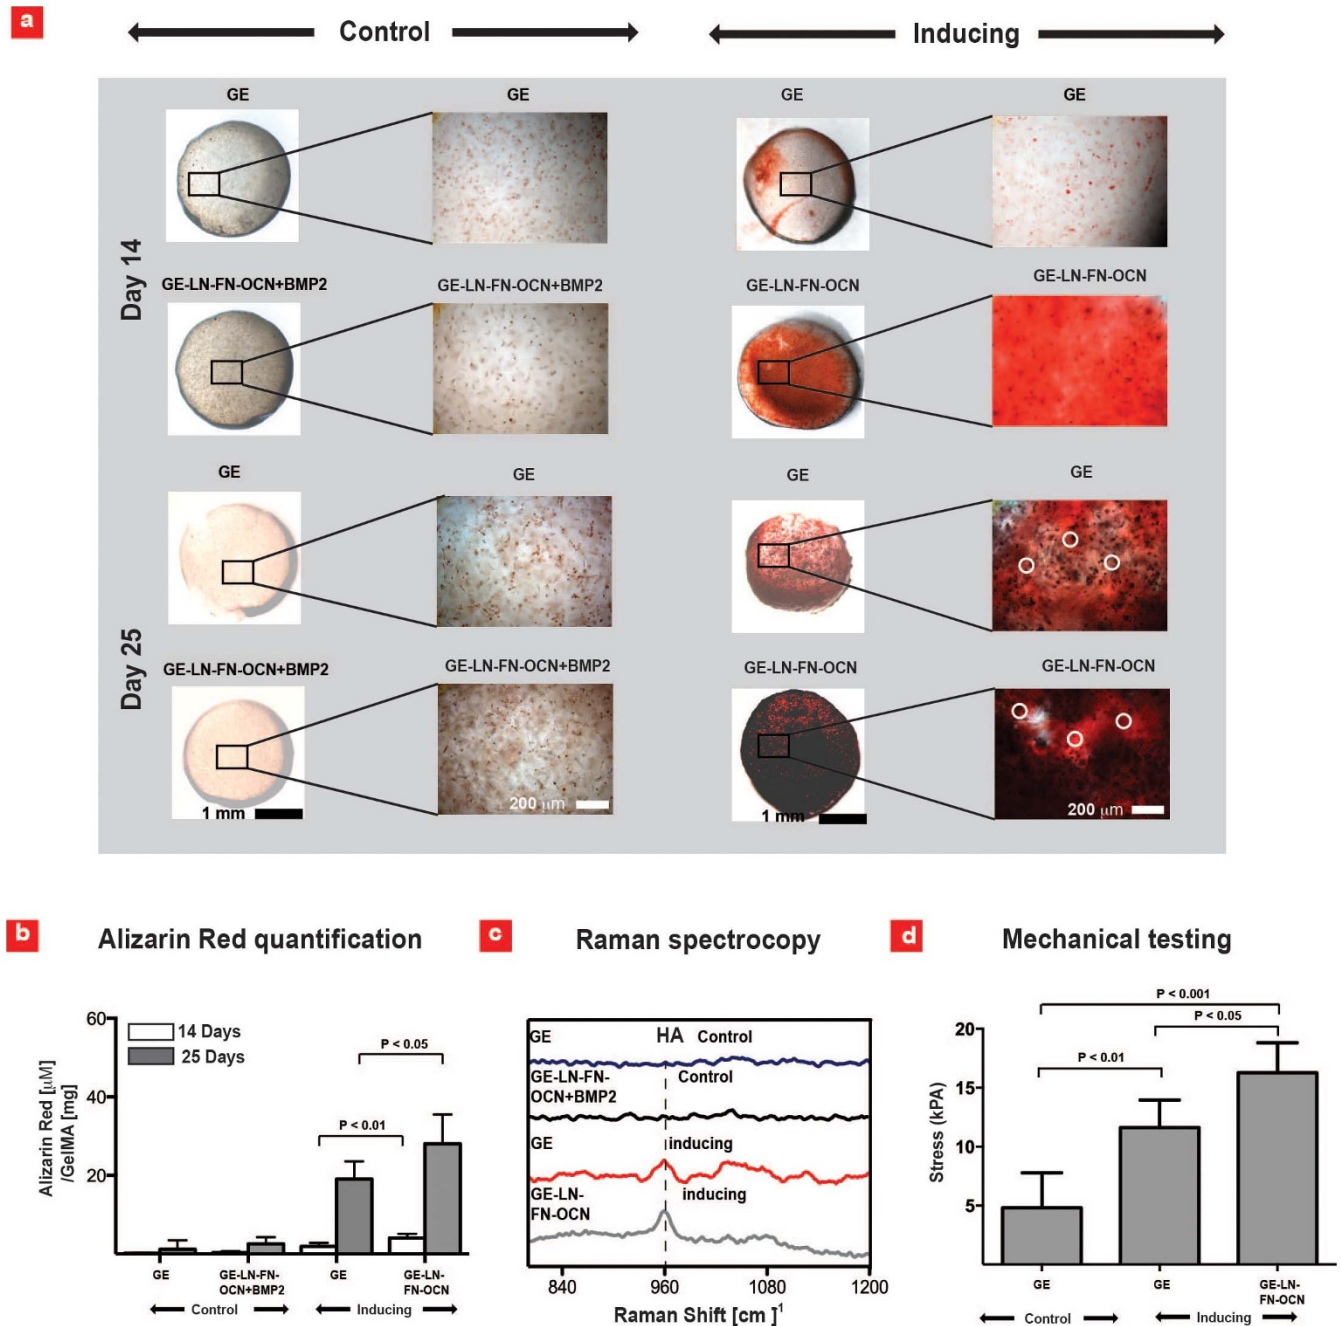 a
Control
Inducing
GE
GE
GE
GE
Day 14
GE-LN-FN-OCN+BMP2
GE-LN-FN-OCN+BMP2
GE-LN-FN-OCN
GE-LN-FN-OCN
GE
GE
GE
GE
Day 25
GE-LN-FN-OCN+BMP2
GE-LN-FN-OCN+BMP2
GE-LN-FN-OCN
GE-LN-FN-OCN
1 mm
200 μm
1 mm
200 μm
b
Alizarin Red quantification
60
40
20
Alizarin Red [μM]
/GelMA [mg]
14 Days
25 Days
P < 0.05
P < 0.01
GE
GE-LN-FN-
OCN+BMP2
GE
GE-LN-
FN-OCN
Control
Inducing
c
Raman spectrocopy
GE
HA
Control
GE-LN-FN-
OCN+BMP2
Control
GE
inducing
GE-LN-
FN-OCN
inducing
840
960
1080
1200
Raman Shift [cm ]1
d
Mechanical testing
P < 0.001
P < 0.05
P < 0.01
20
15
10
5
Stress (kPA)
GE
GE
GE-LN-
FN-OCN
Control
Inducing